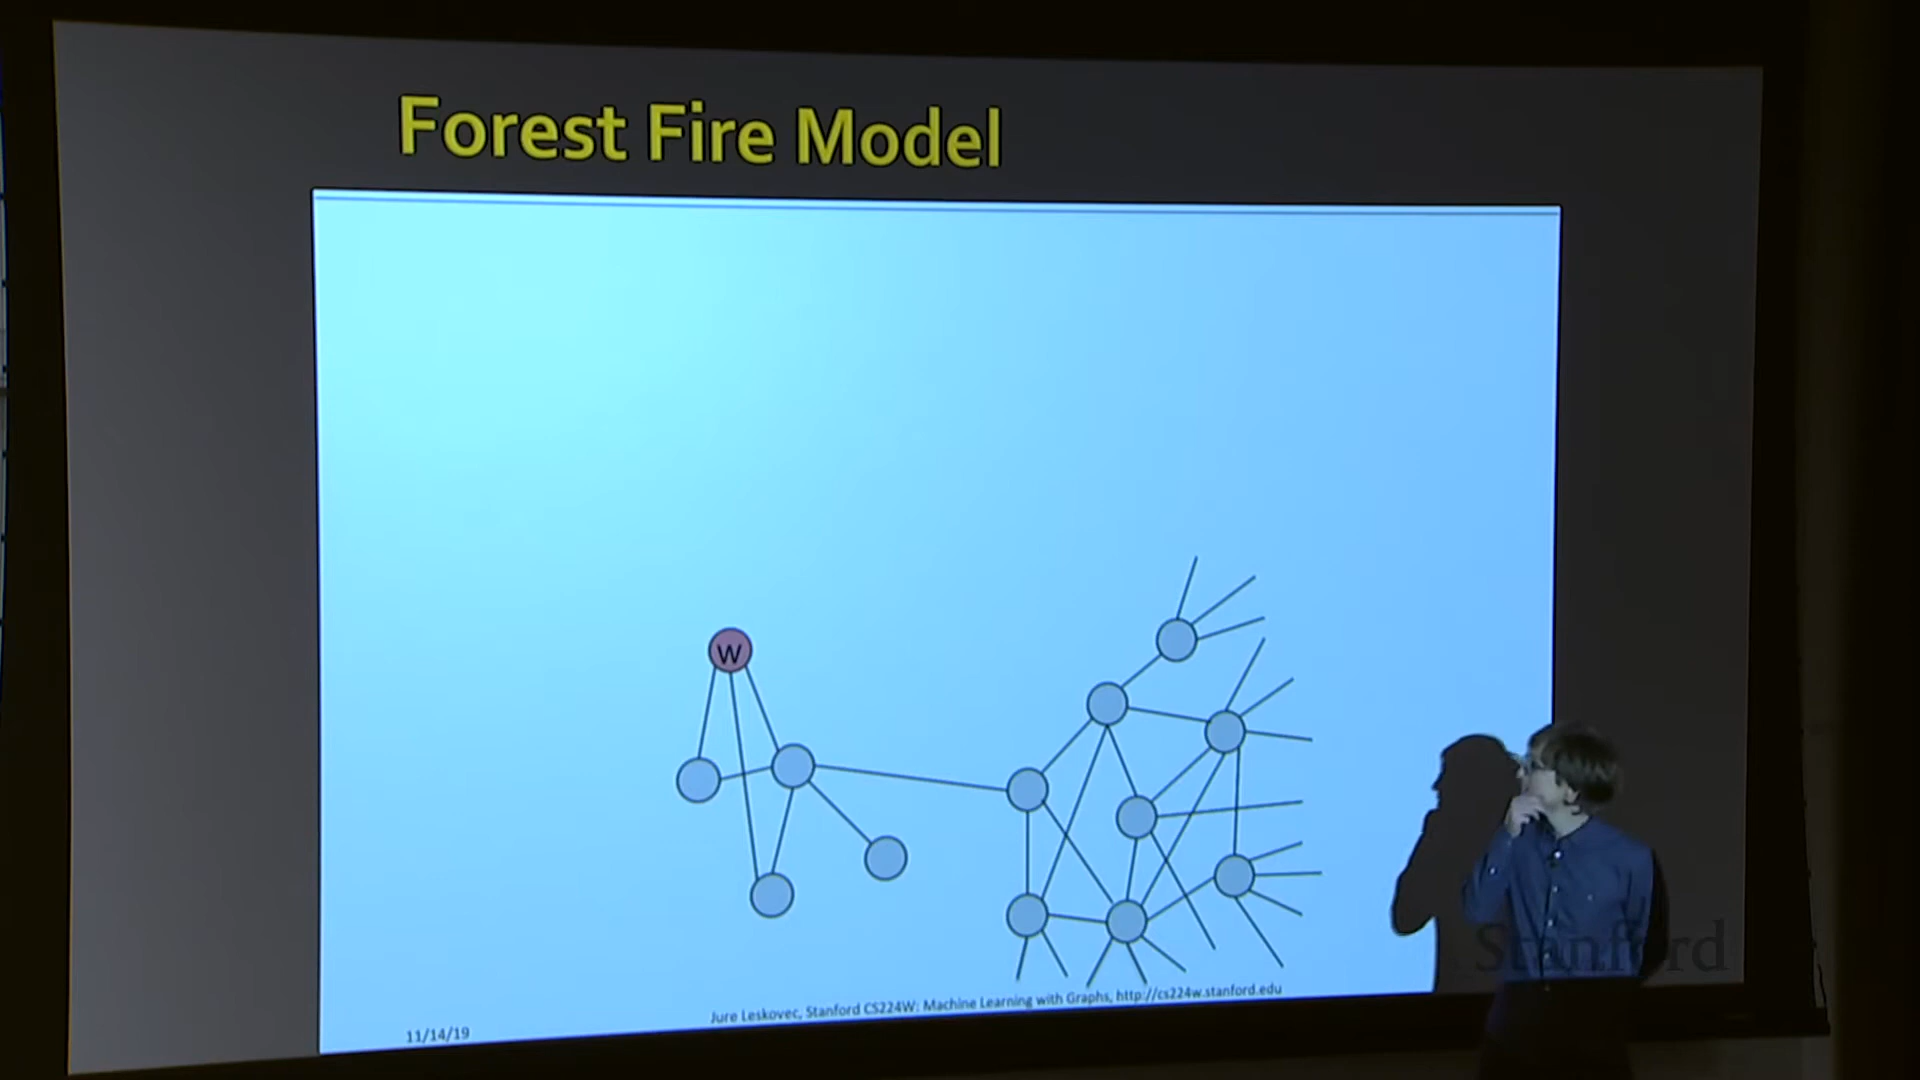 Forest Fire Model
W
Jure Leskovec, Stanford CS224W: Machine Learning with Graphs, http://cs224w.stanford.edu
11/14/19
Stanford